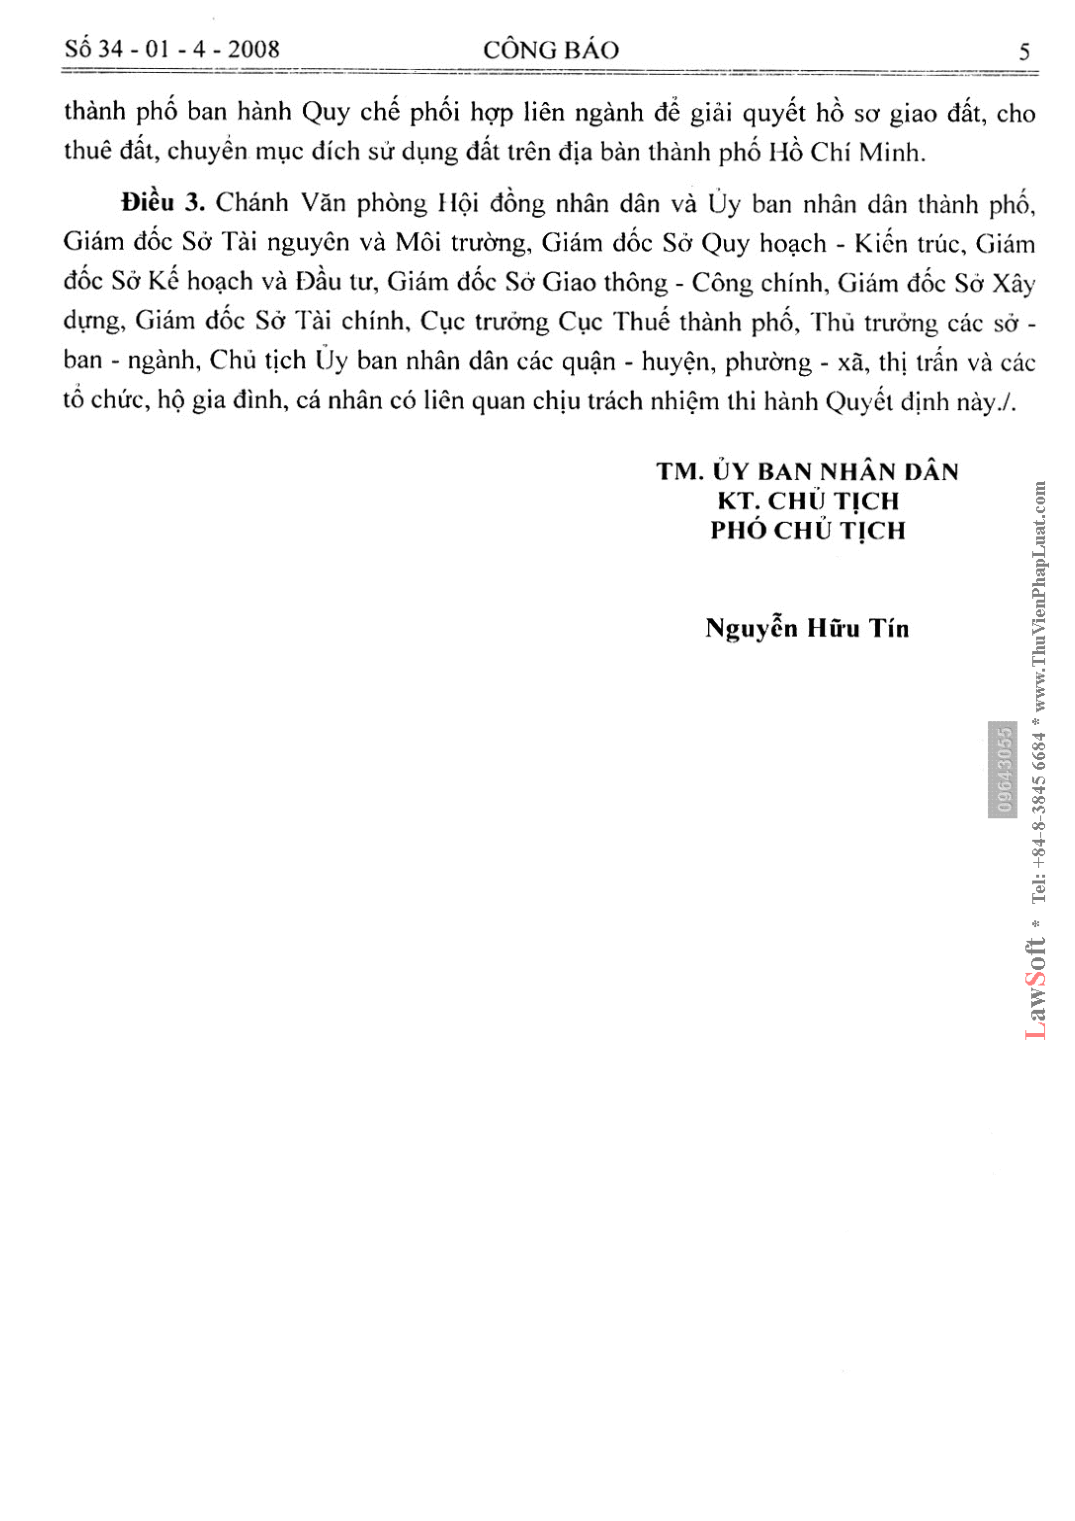 Số 34 - 01 - 4 - 2008 CÔNG BÁO 5
thành phố ban hành Quy chế phối hợp liên ngành để giải quyết hồ sơ giao đất, cho
thuê đất, chuyển mục đích sử dụng đất trên địa bàn thành phố Hồ Chí Minh.
Điều 3. Chánh Văn phòng Hội đồng nhân dân và Ủy ban nhân dân thành phố,
Giám đốc Sở Tài nguyên và Môi trường, Giám đốc Sở Quy hoạch - Kiến trúc, Giám
đốc Sở Kế hoạch và Đầu tư, Giám đốc Sở Giao thông - Công chính, Giám đốc Sở Xây
dựng, Giám đốc Sở Tài chính, Cục trưởng Cục Thuế thành phố, Thủ trưởng các sở -
ban - ngành, Chủ tịch Ủy ban nhân dân các quận - huyện, phường - xã, thị trấn và các
tổ chức, hộ gia đình, cá nhân có liên quan chịu trách nhiệm thi hành Quyết định này./.
TM. ỦY BAN NHÂN DÂN
KT. CHỦ TỊCH
PHÓ CHỦ TỊCH
Nguyễn Hữu Tín
09643055
LawSoft * Tel: +84-8-3845 6684 * www.ThuVienPhapLuat.com